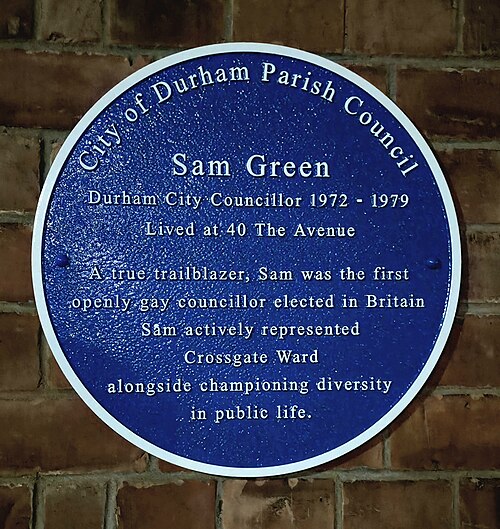 City of Durham Parish Council
Sam Green
Durham City Councillor 1972 - 1979
Lived at 40 The Avenue
A true trailblazer, Sam was the first
openly gay councillor elected in Britain
Sam actively represented
Crossgate Ward
alongside championing diversity
in public life.